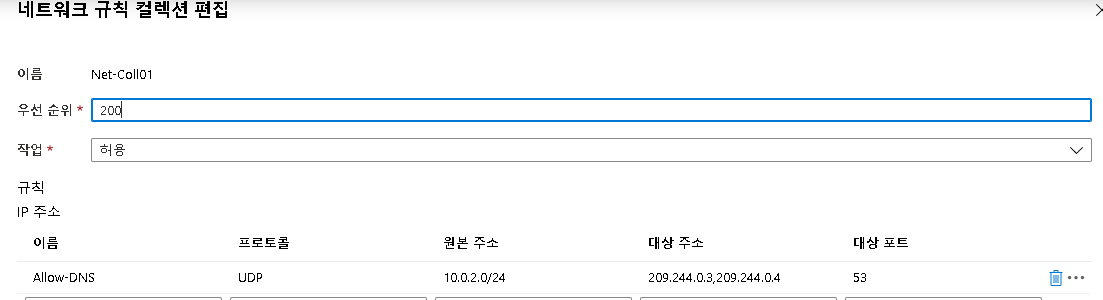 네트워크 규칙 컬렉션 편집
이름 Net-Coll01
우선 순위 * 200
작업 * 허용
규칙
IP 주소
이름 프로토콜 원본 주소 대상 주소 대상 포트
Allow-DNS UDP 10.0.2.0/24 209.244.0.3,209.244.0.4 53